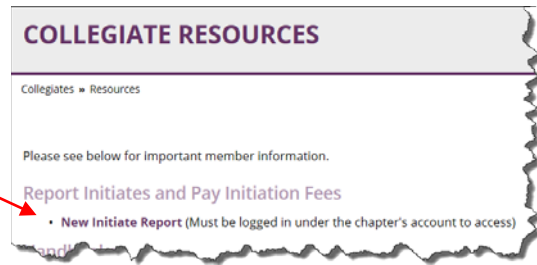 COLLEGIATE RESOURCES
Collegiates » Resources
Please see below for important member information.
Report Initiates and Pay Initiation Fees
• New Initiate Report (Must be logged in under the chapter's account to access)